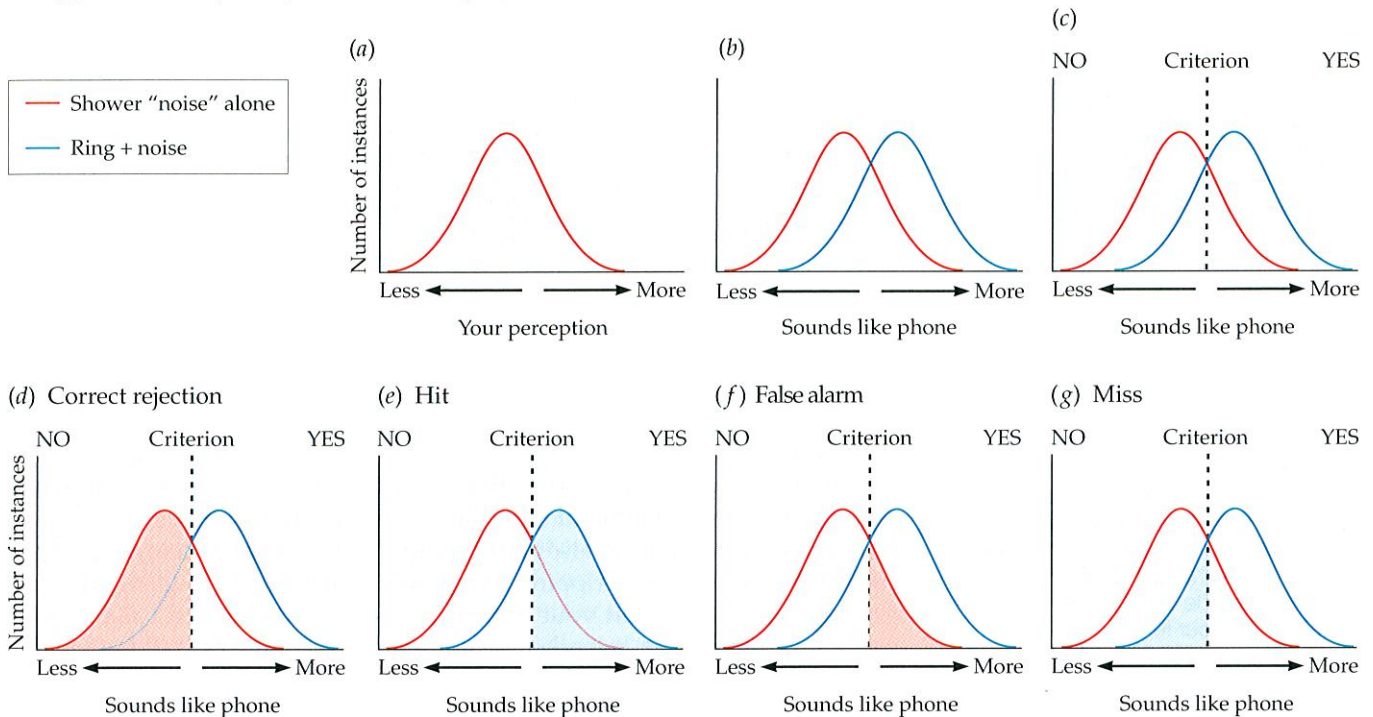 Shower "noise" alone
Ring + noise
(a)
Number of instances
Less More
Your perception
(b)
Less More
Sounds like phone
(c)
NO Criterion YES
Less More
Sounds like phone
(d) Correct rejection
NO Criterion YES
Number of instances
Less More
Sounds like phone
(e) Hit
NO Criterion YES
Less More
Sounds like phone
(f) False alarm
NO Criterion YES
Less More
Sounds like phone
(g) Miss
NO Criterion YES
Less More
Sounds like phone